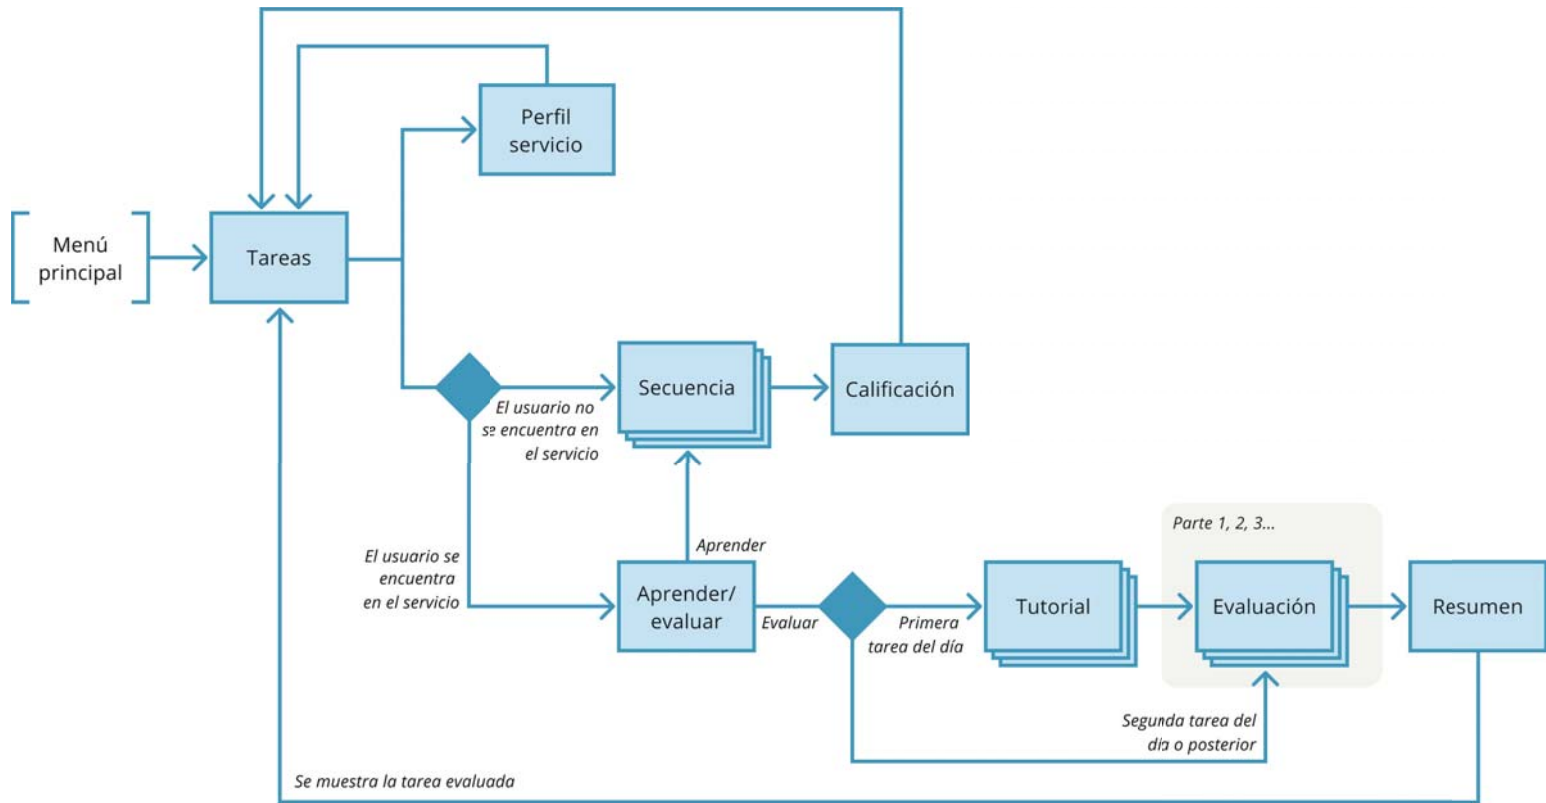 Perfil
servicio
Menú
principal
Tareas
Secuencia
Calificación
El usuario no
se encuentra en
el servicio
Parte 1, 2, 3...
Aprender
El usuario se
encuentra
en el servicio
Aprender/
evaluar
Evaluar
Primera
tarea del día
Tutorial
Evaluación
Resumen
Segunda tarea del
día o posterior
Se muestra la tarea evaluada